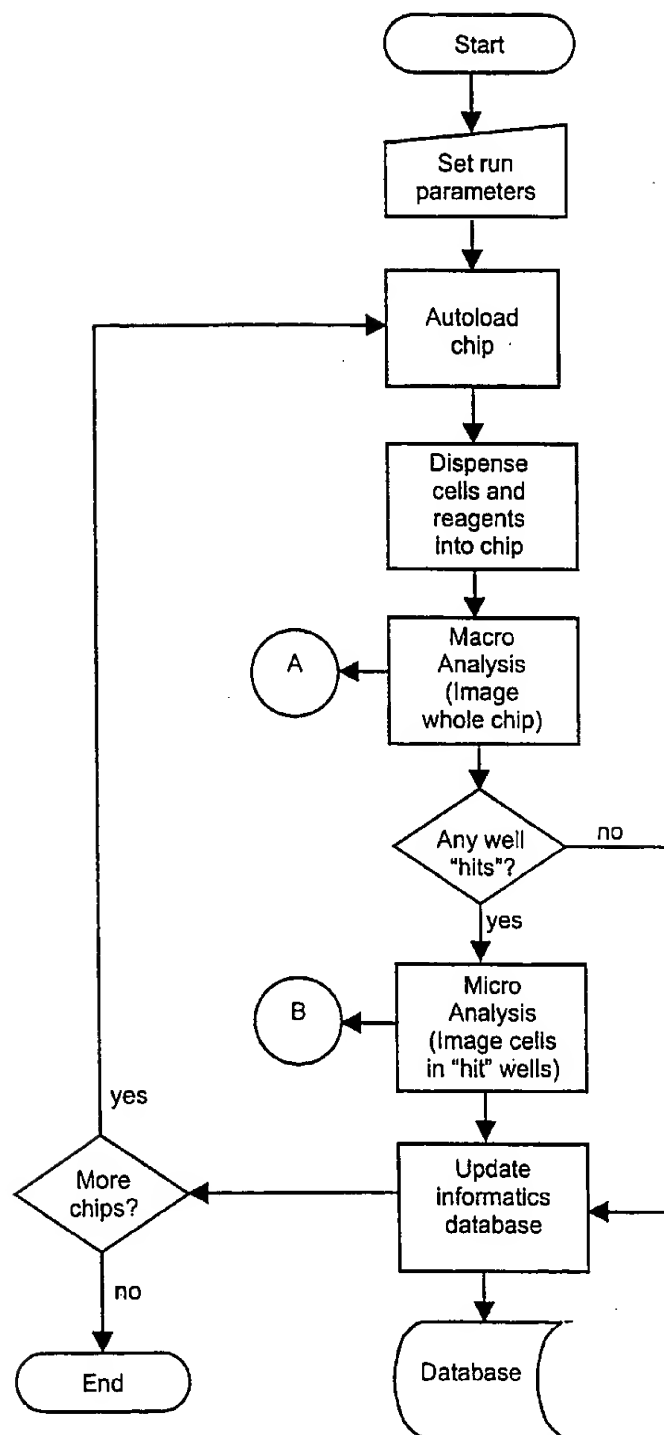 Start
Set run
parameters
Autoload
chip
Dispense
cells and
reagents
into chip
A
Macro
Analysis
(Image
whole chip)
Any well
"hits"?
no
yes
B
Micro
Analysis
(Image cells
in "hit" wells)
yes
More
chips?
Update
informatics
database
no
End
Database